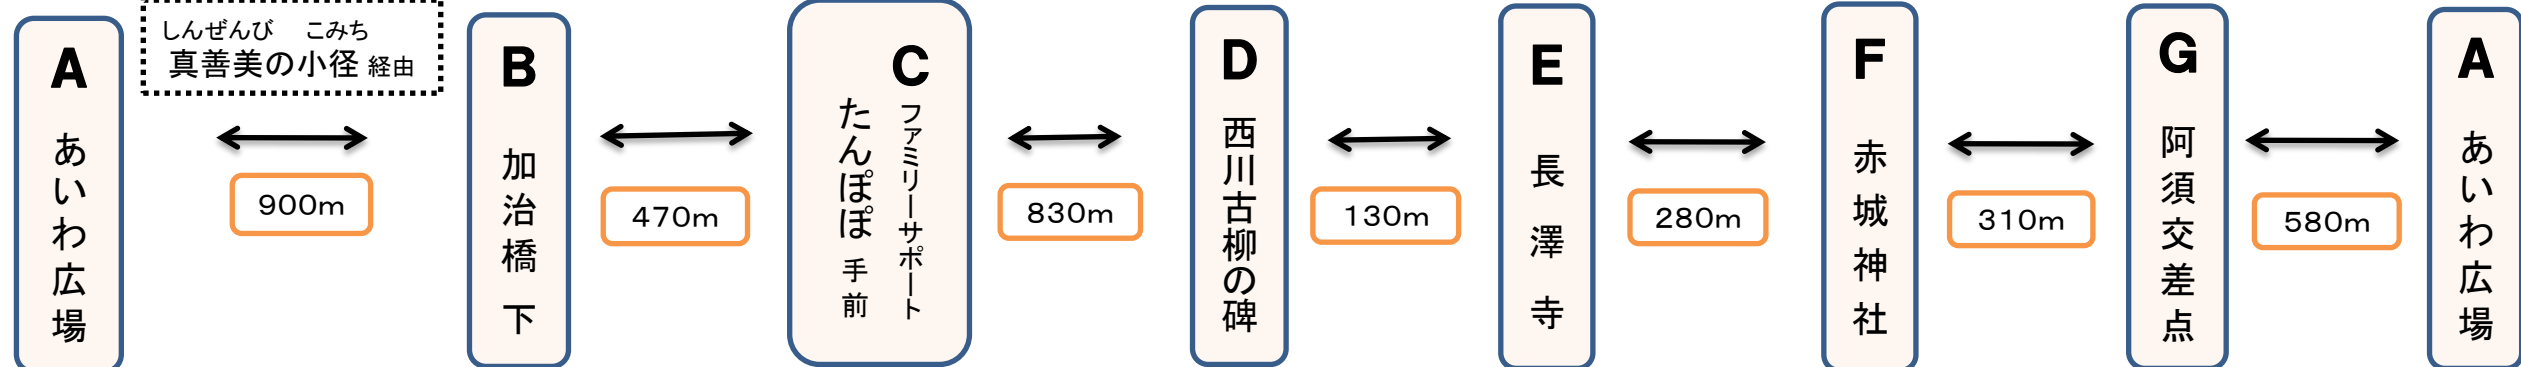 A
あいわ広場
しんぜんび こみち
真善美の小径 経由
900m
B
加治橋 下
470m
C
ファミリーサポート
たんぽぽ 手前
830m
D
西川古柳の碑
130m
E
長澤寺
280m
F
赤城神社
310m
G
阿須交差点
580m
A
あいわ広場